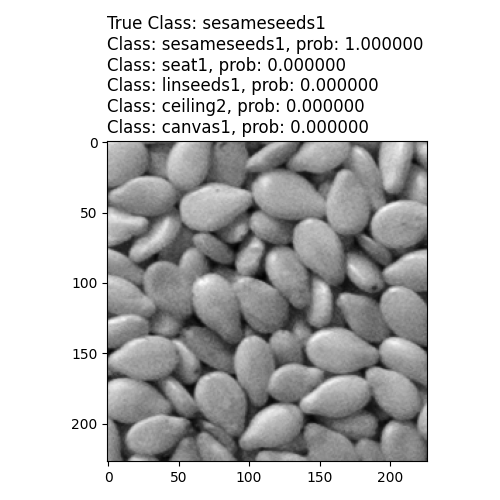 True Class: sesameseeds1
Class: sesameseeds1, prob: 1.000000
Class: seat1, prob: 0.000000
Class: linseeds1, prob: 0.000000
Class: ceiling2, prob: 0.000000
Class: canvas1, prob: 0.000000
0
50
100
150
200
0 50 100 150 200